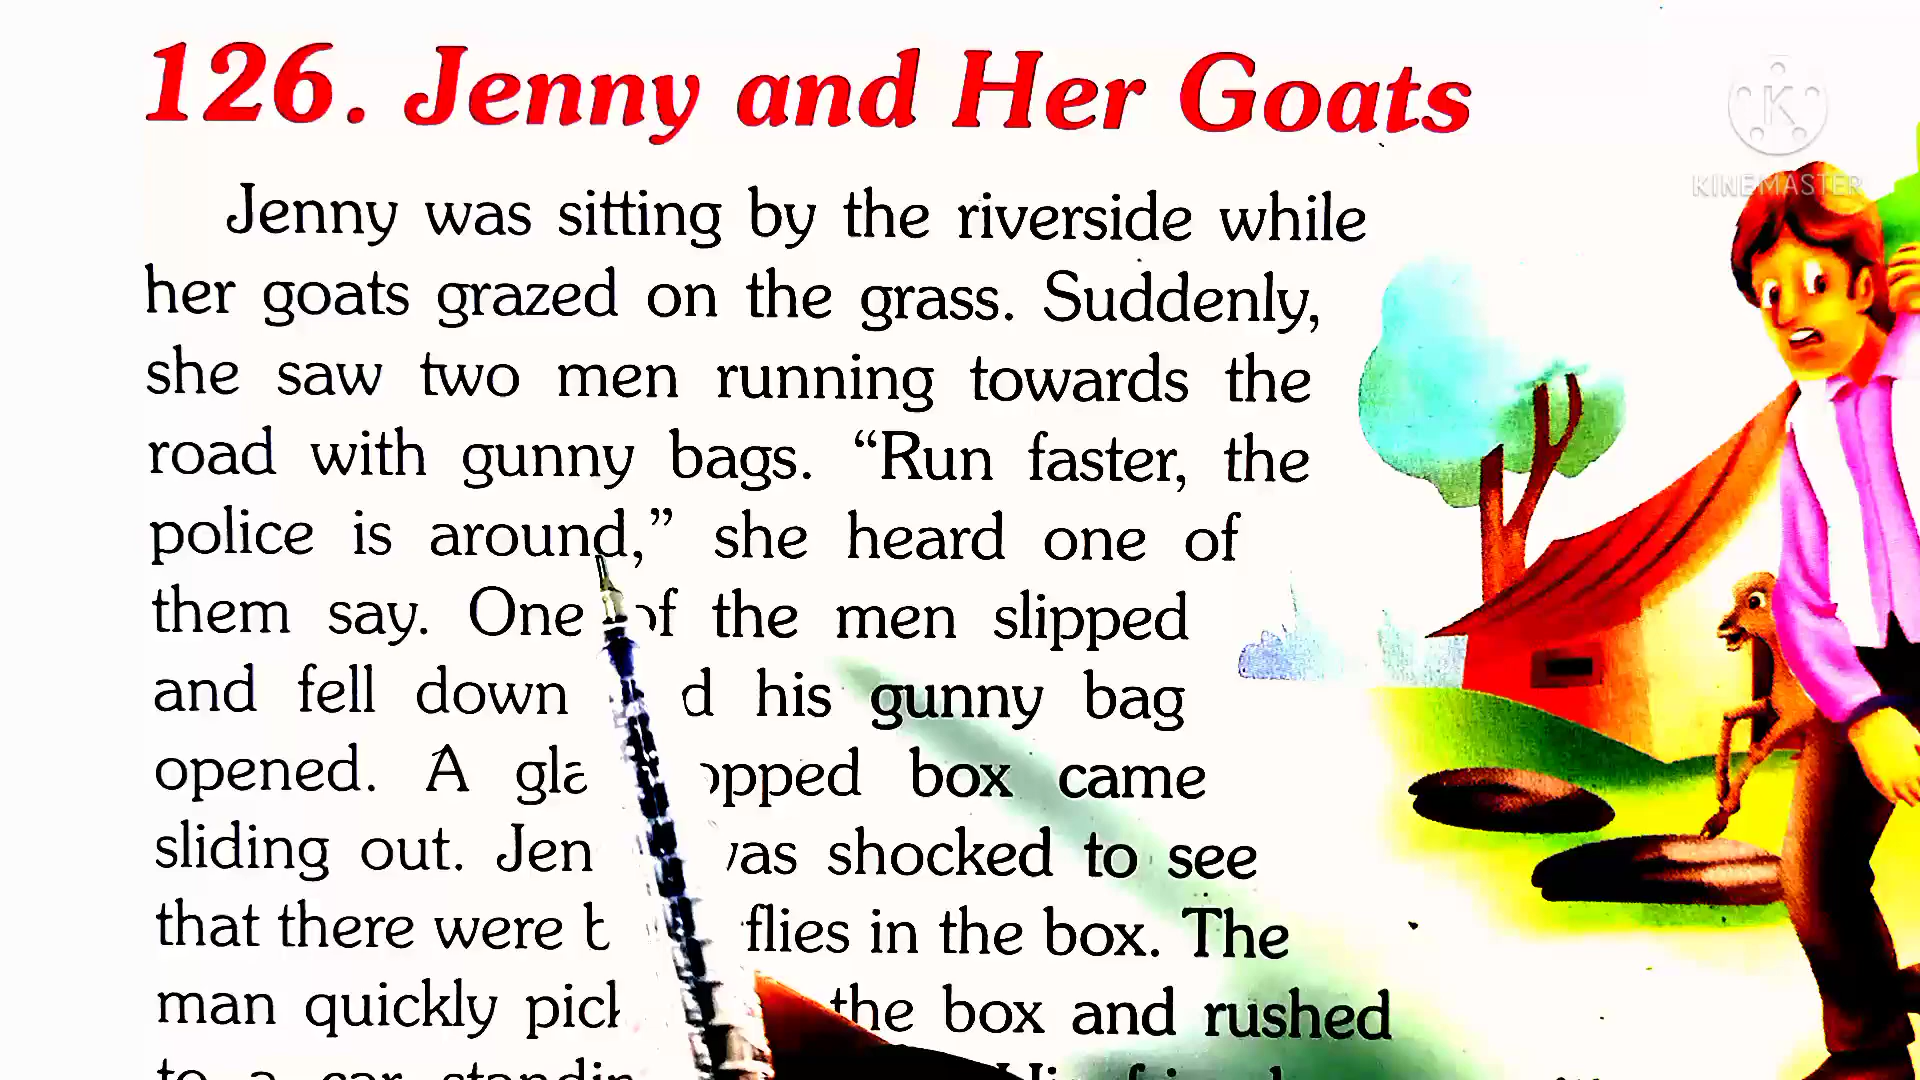 126. Jenny and Her Goats
KINEMASTER
Jenny was sitting by the riverside while
her goats grazed on the grass. Suddenly,
she saw two men running towards the
road with gunny bags. “Run faster, the
police is around,” she heard one of
them say. One of the men slipped
and fell down his gunny bag
opened. A box came
sliding out. was shocked to see
that there were in the box. The
man quickly the box and rushed
to a car